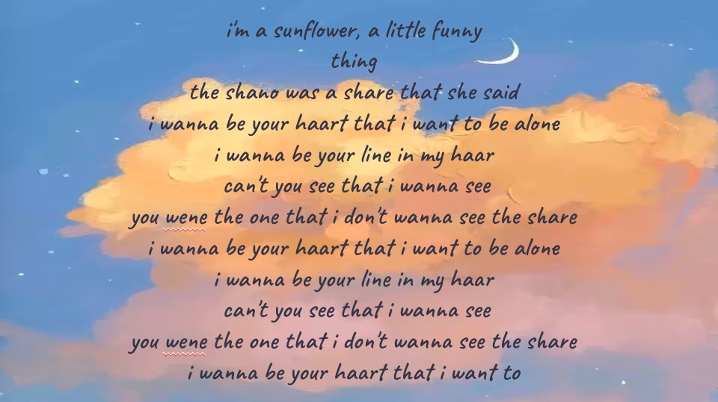 i'm a sunflower, a little funny
thing
the shano was a share that she said
i wanna be your haart that i want to be alone
i wanna be your line in my haar
can't you see that i wanna see
you wene the one that i don't wanna see the share
i wanna be your haart that i want to be alone
i wanna be your line in my haar
can't you see that i wanna see
you wene the one that i don't wanna see the share
i wanna be your haart that i want to